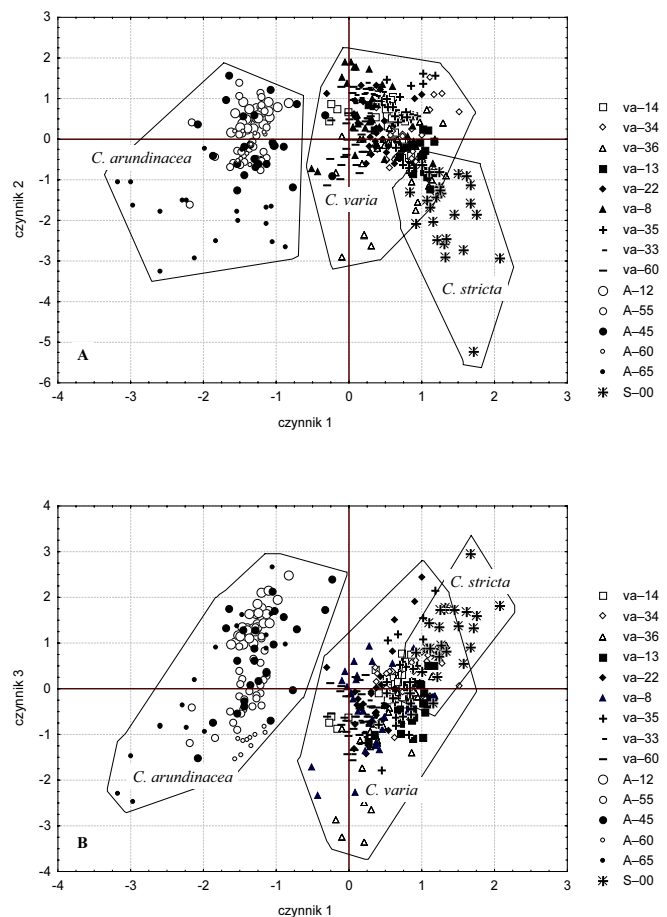 3
2
1
0
-1
-2
-3
-4
-5
-6
czynnik 2
C. arundinacea
C. varia
C. stricta
A
-4 -3 -2 -1 0 1 2 3
czynnik 1
va–14
va–34
va–36
va–13
va–22
va–8
va–35
va–33
va–60
A–12
A–55
A–45
A–60
A–65
S–00
4
3
2
1
0
-1
-2
-3
-4
czynnik 3
C. stricta
C. arundinacea
C. varia
B
-4 -3 -2 -1 0 1 2 3
czynnik 1
va–14
va–34
va–36
va–13
va–22
va–8
va–35
va–33
va–60
A–12
A–55
A–45
A–60
A–65
S–00